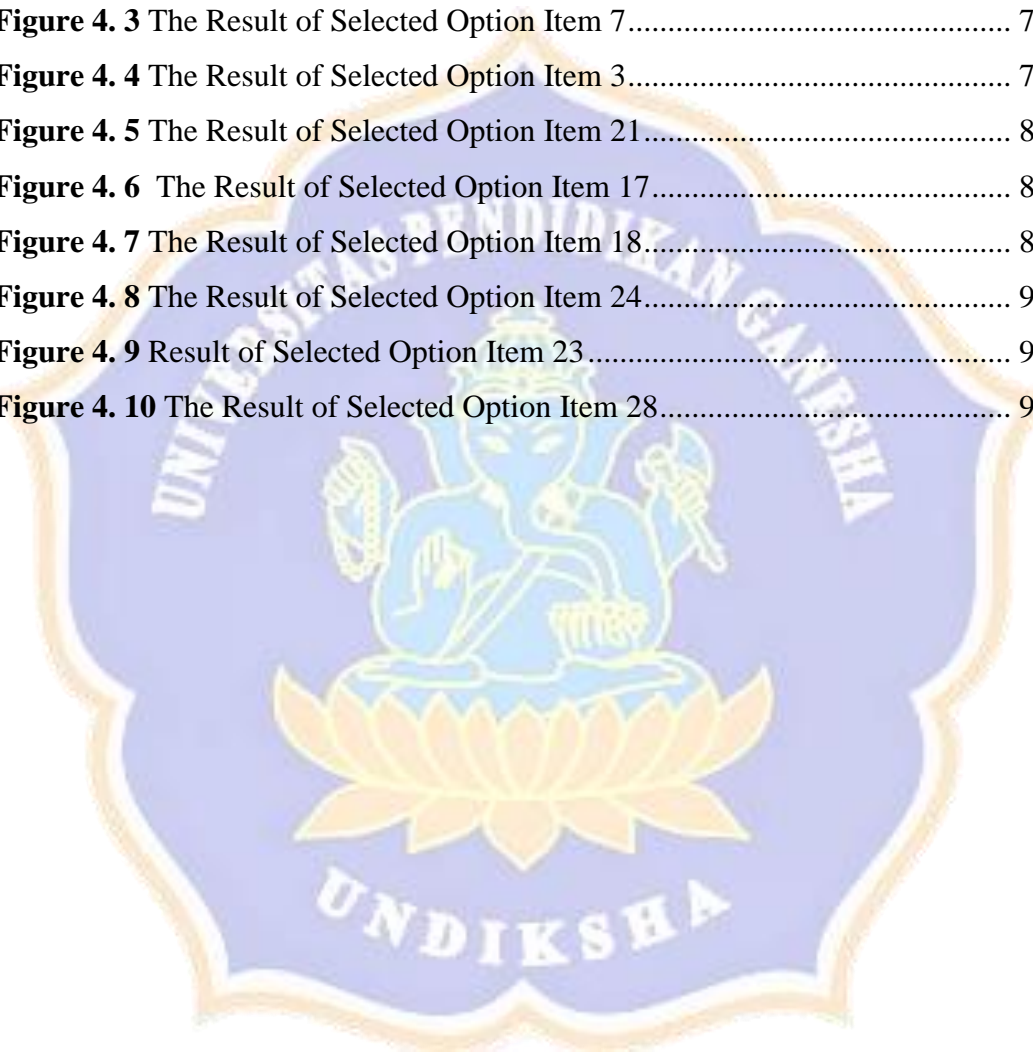 Figure 4. 3 The Result of Selected Option Item 7.......................................................... 7
Figure 4. 4 The Result of Selected Option Item 3.......................................................... 7
Figure 4. 5 The Result of Selected Option Item 21........................................................ 8
Figure 4. 6 The Result of Selected Option Item 17....................................................... 8
Figure 4. 7 The Result of Selected Option Item 18........................................................ 8
Figure 4. 8 The Result of Selected Option Item 24........................................................ 9
Figure 4. 9 Result of Selected Option Item 23................................................................ 9
Figure 4. 10 The Result of Selected Option Item 28...................................................... 9
UNIVERSITAS PENDIDIKAN GANESHA
UNDIKSHA